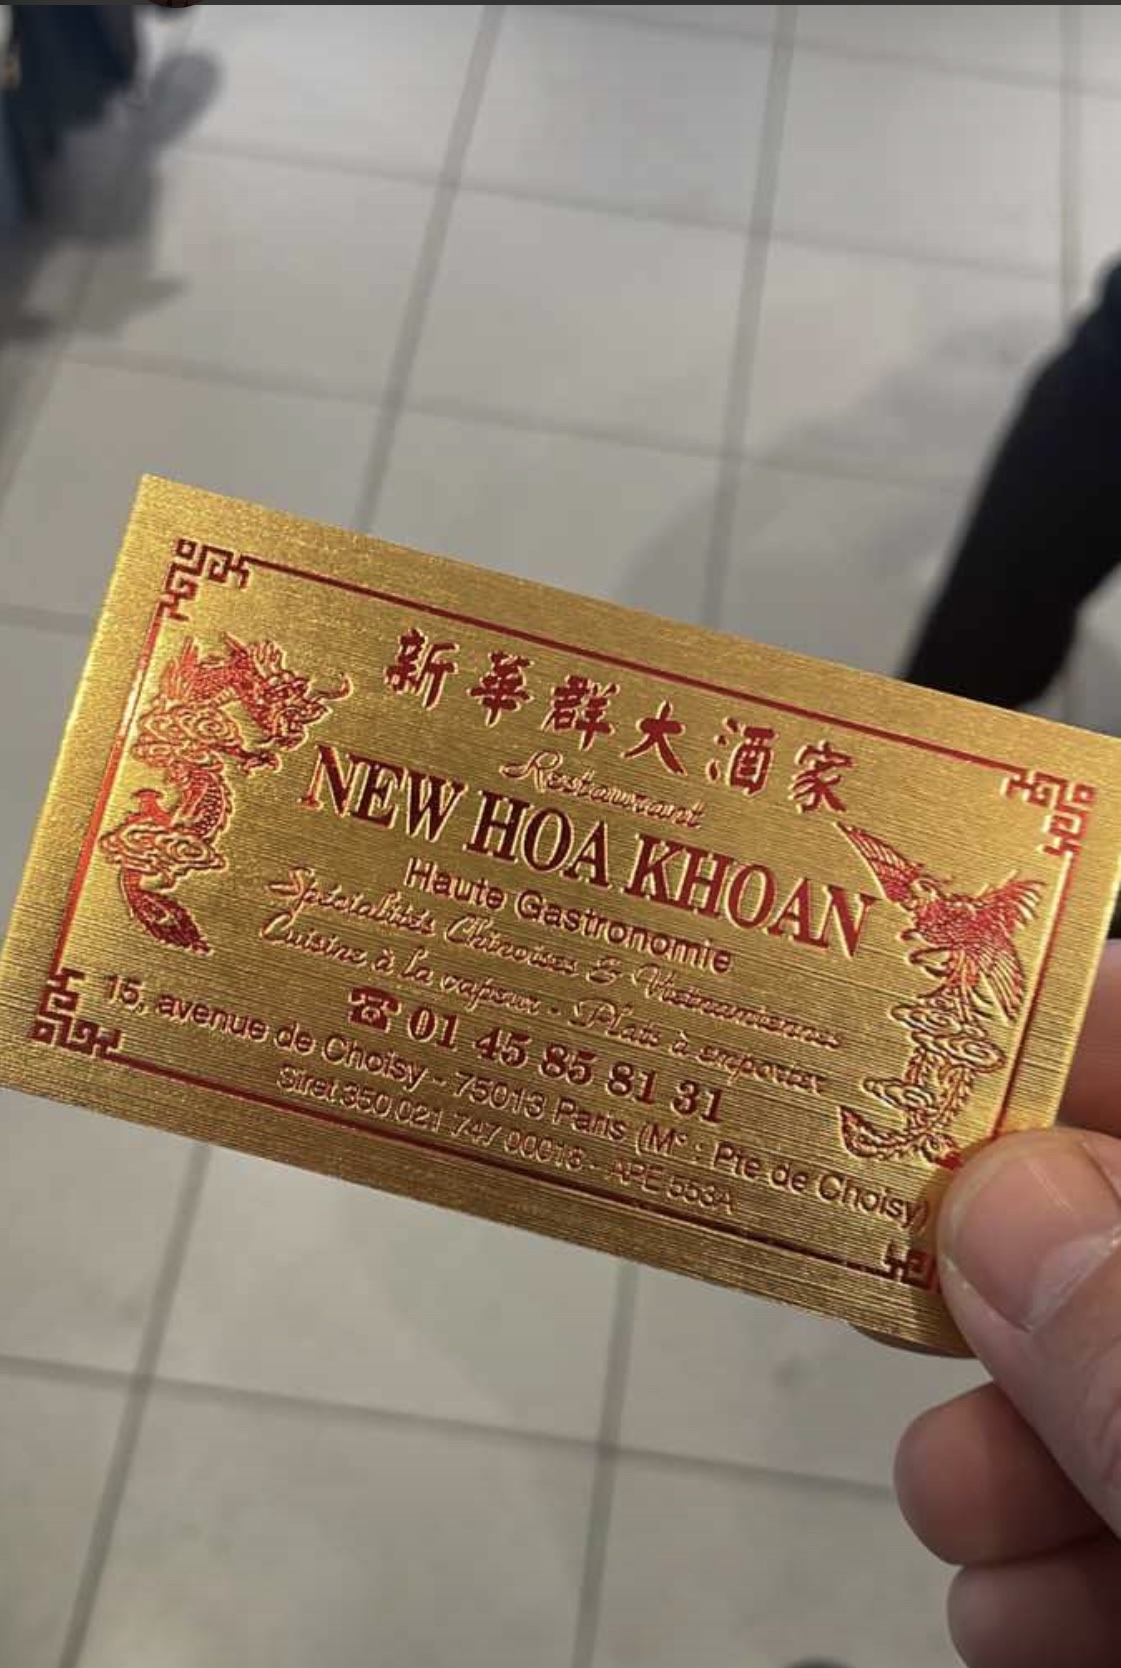 新華群大酒家
Restaurant
NEW HOA KHOAN
Haute Gastronomie
Spécialités Chinoises & Vietnamiennes
Cuisine à la vapeur - Plats à emporter
☎ 01 45 85 81 31
15, avenue de Choisy - 75013 Paris (M° : Pte de Choisy)
Siret 350 021 747 00013 - APE 553A